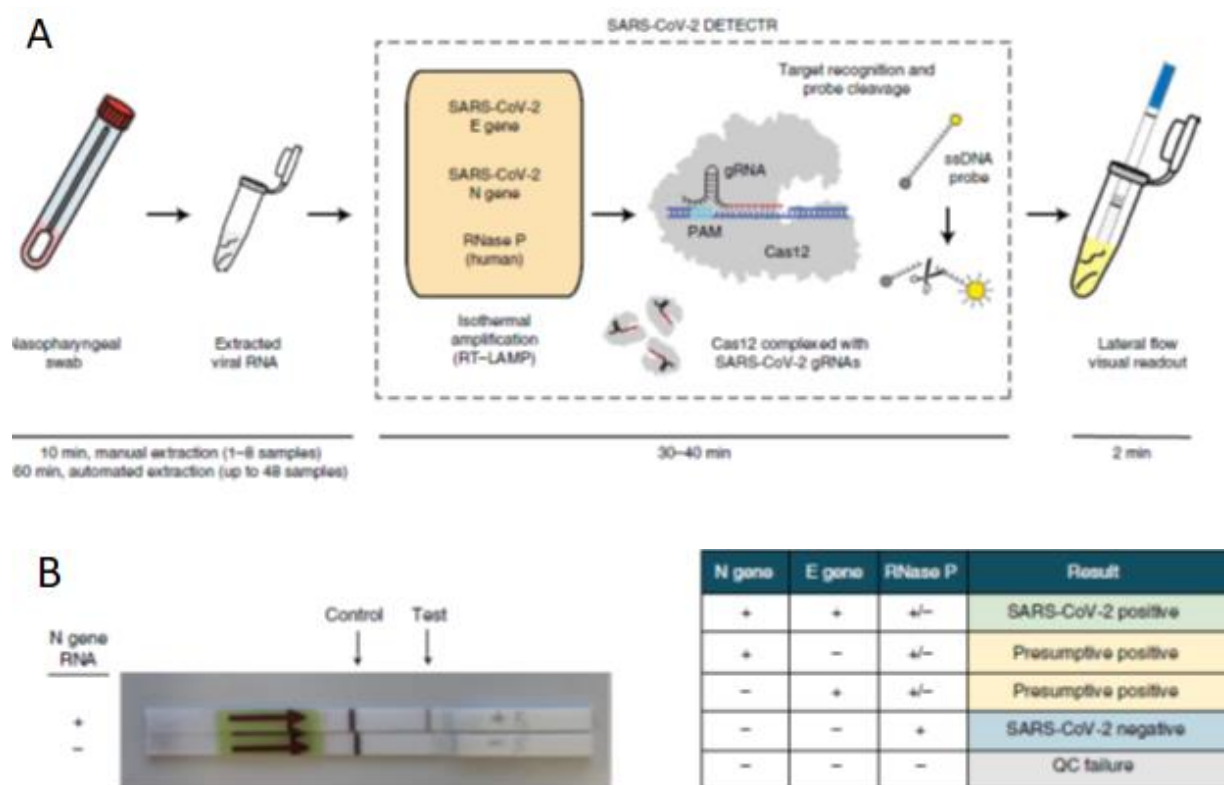 A
SARS-CoV-2 DETECTR
SARS-CoV-2
E gene
SARS-CoV-2
N gene
RNase P
(human)
Target recognition and
probe cleavage
gRNA
PAM
Cas12
ssDNA
probe
Nasopharyngeal
swab
Extracted
viral RNA
Isothermal
amplification
(RT–LAMP)
Cas12 complexed with
SARS-CoV-2 gRNAs
Lateral flow
visual readout
10 min, manual extraction (1–8 samples)
60 min, automated extraction (up to 48 samples)
30–40 min
2 min
B
N gene
RNA
Control Test
+
−
+
−
N gene E gene RNase P Result
+ + +/− SARS-CoV-2 positive
+ − +/− Presumptive positive
− + +/− Presumptive positive
− − + SARS-CoV-2 negative
− − − QC failure